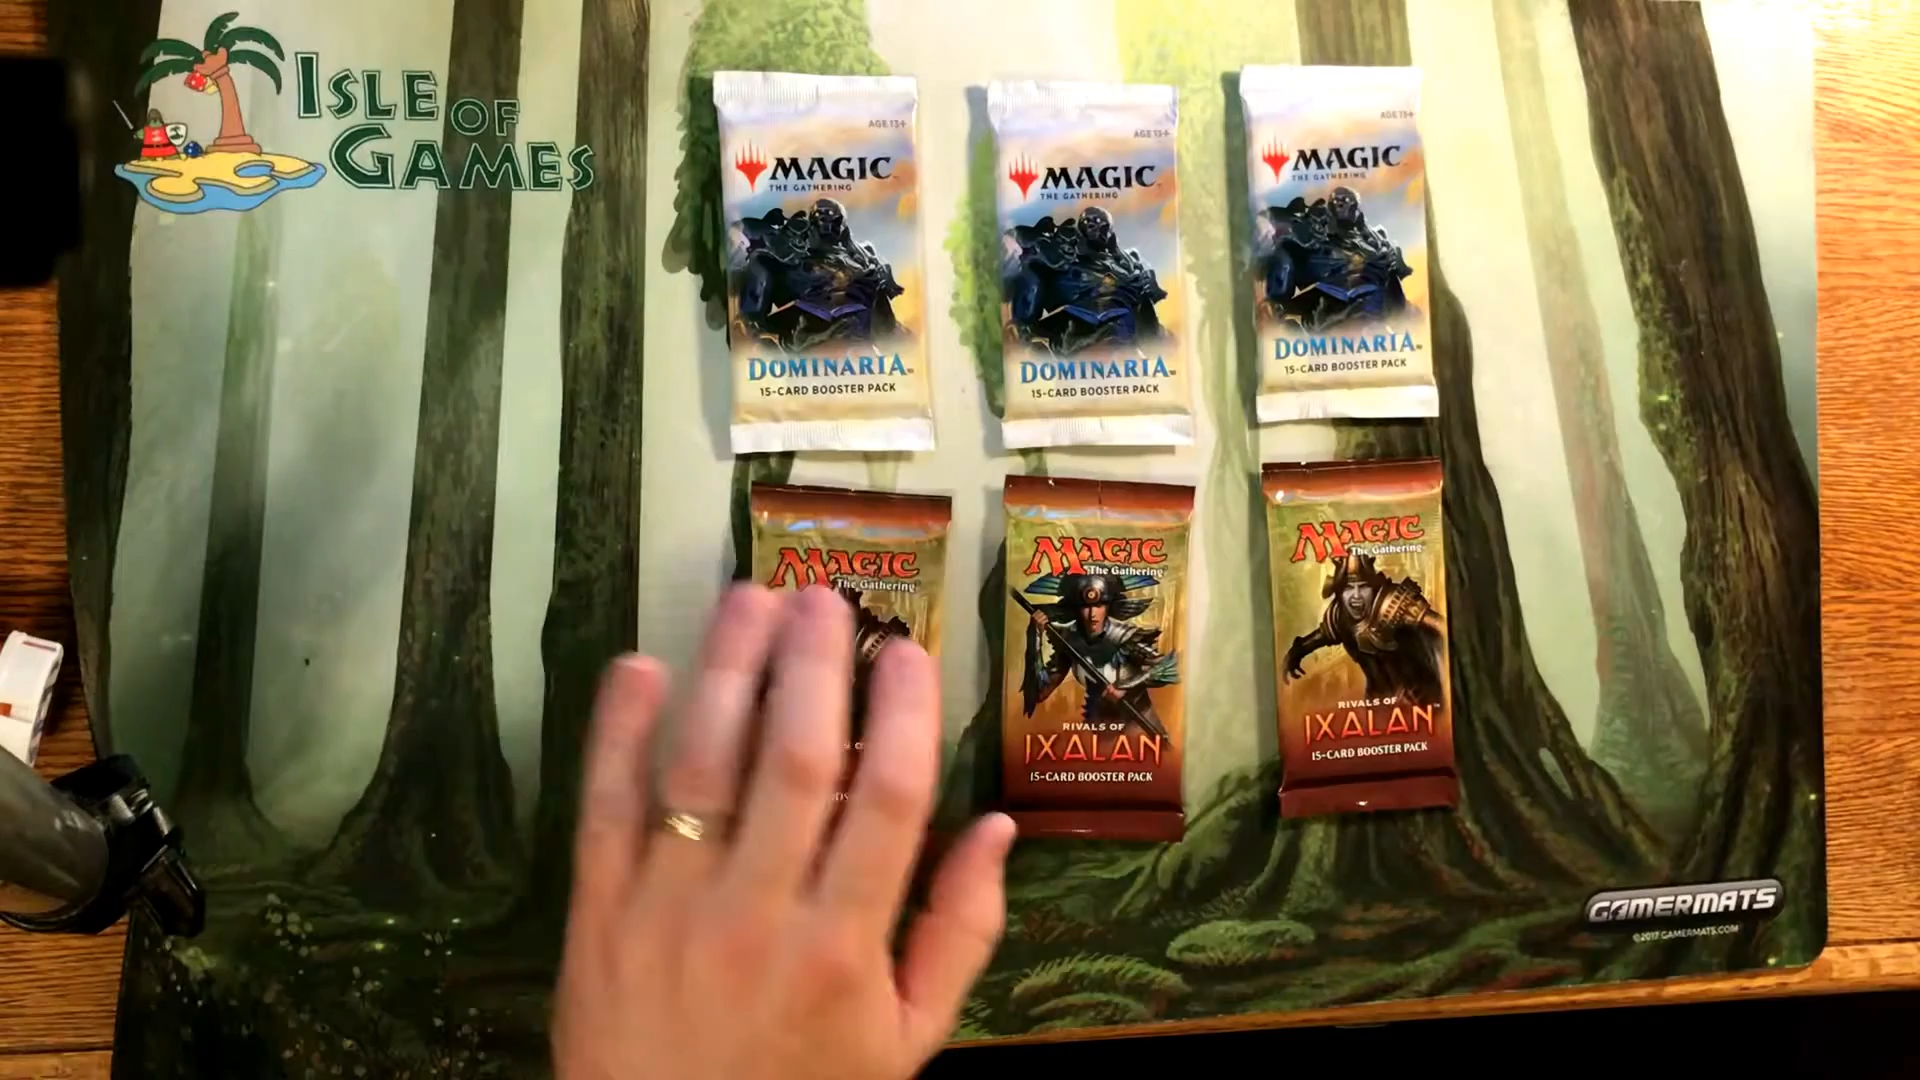 ISLE OF
GAMES
AGE 13+
MAGIC
THE GATHERING
DOMINARIA
15-CARD BOOSTER PACK
AGE 13+
MAGIC
THE GATHERING
DOMINARIA
15-CARD BOOSTER PACK
AGE 13+
MAGIC
THE GATHERING
DOMINARIA
15-CARD BOOSTER PACK
MAGIC
The Gathering
MAGIC
The Gathering
RIVALS OF
IXALAN
15-CARD BOOSTER PACK
MAGIC
The Gathering
RIVALS OF
IXALAN
15-CARD BOOSTER PACK
GAMERMATS
©2017 GAMERMATS.COM